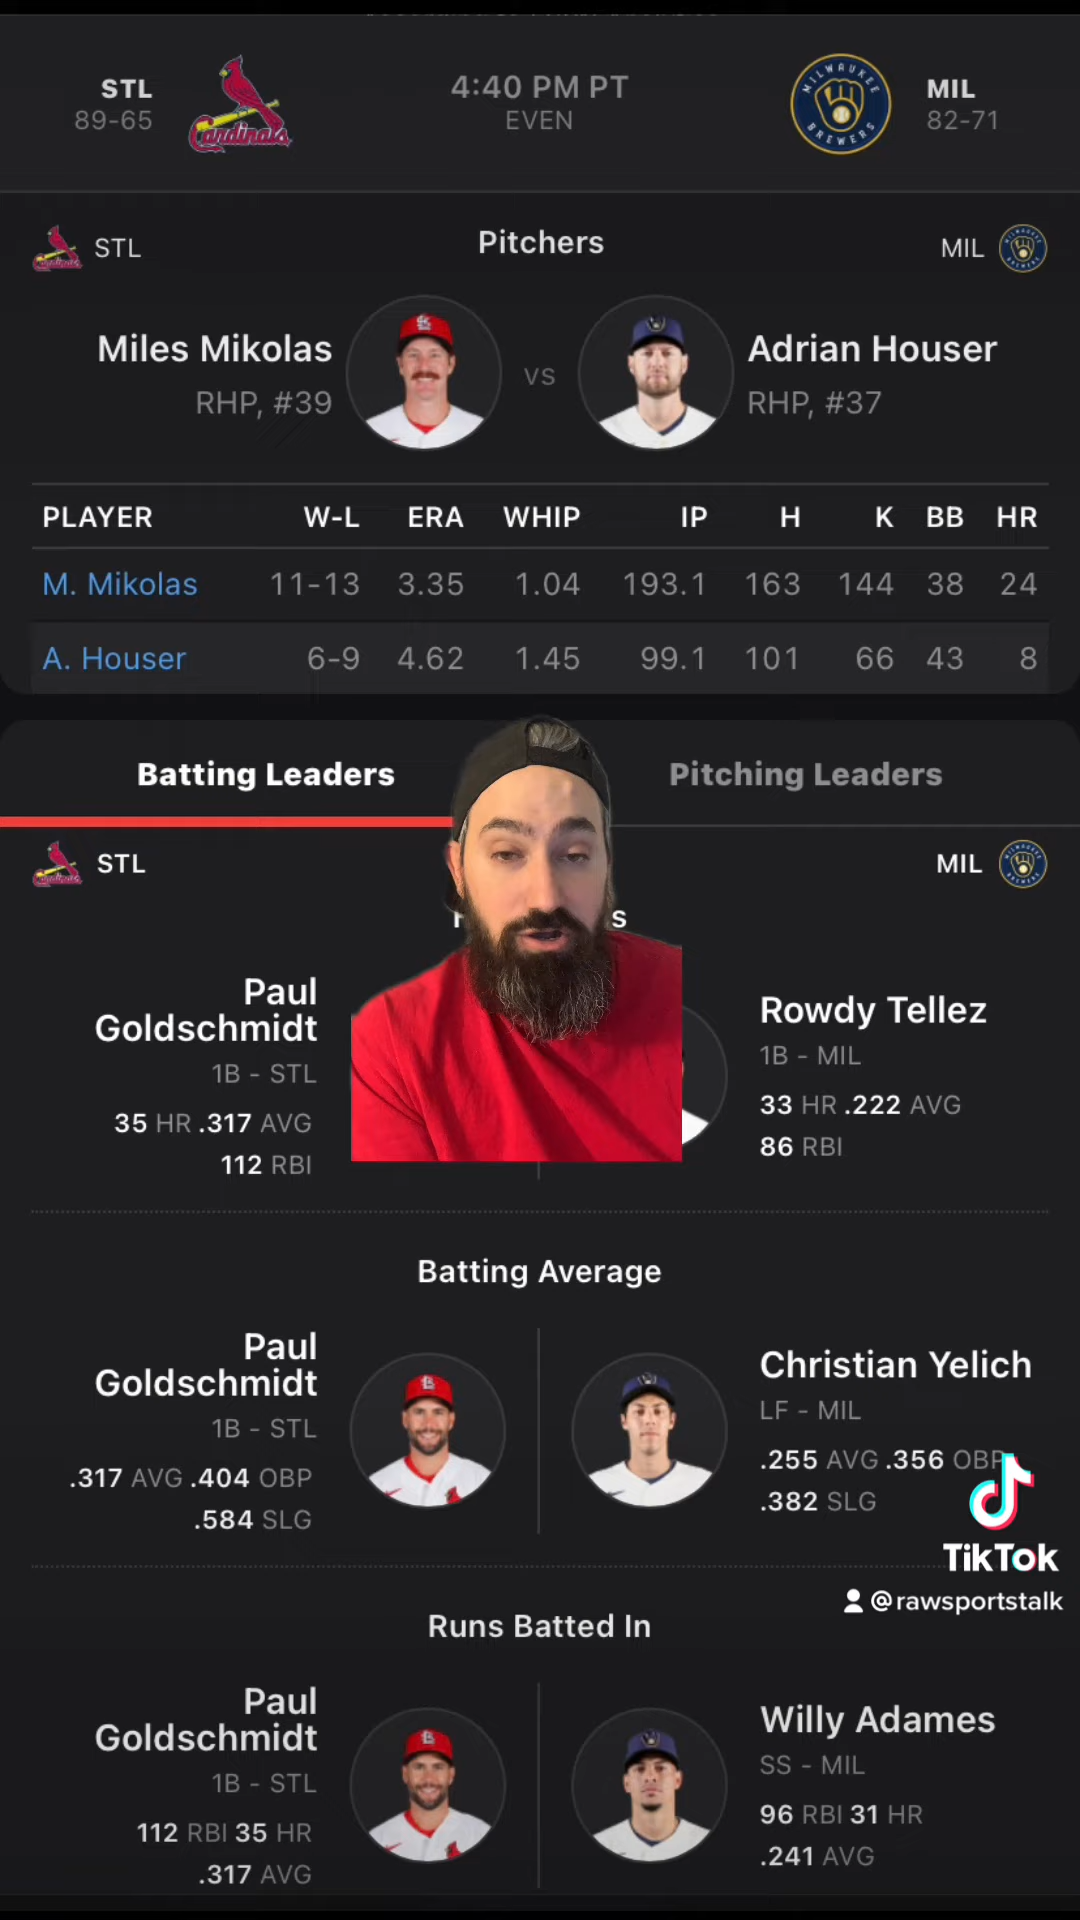 STL
89-65
4:40 PM PT
EVEN
MIL
82-71
Cardinals
MILWAUKEE
BREWERS
STL
Pitchers
MIL
Miles Mikolas
RHP, #39
vs
Adrian Houser
RHP, #37
PLAYER W-L ERA WHIP IP H K BB HR
M. Mikolas 11-13 3.35 1.04 193.1 163 144 38 24
A. Houser 6-9 4.62 1.45 99.1 101 66 43 8
Batting Leaders
Pitching Leaders
STL
MIL
Paul
Goldschmidt
1B - STL
35 HR .317 AVG
112 RBI
Rowdy Tellez
1B - MIL
33 HR .222 AVG
86 RBI
Batting Average
Paul
Goldschmidt
1B - STL
.317 AVG .404 OBP
.584 SLG
Christian Yelich
LF - MIL
.255 AVG .356 OBP
.382 SLG
TikTok
@rawsportstalk
Runs Batted In
Paul
Goldschmidt
1B - STL
112 RBI 35 HR
.317 AVG
Willy Adames
SS - MIL
96 RBI 31 HR
.241 AVG